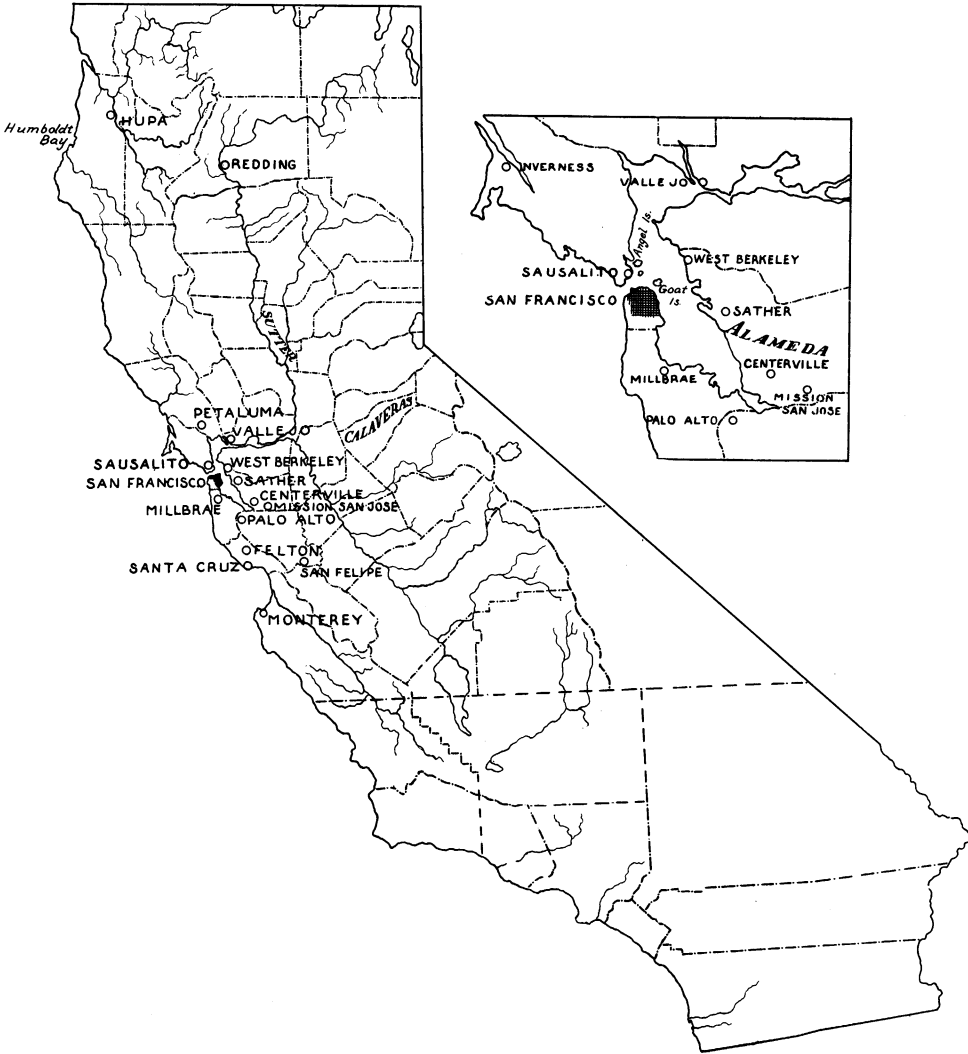 HUPA
Humboldt
Bay
REDDING
SUTTER
PETALUMA
VALLEJO
CALAVERAS
SAUSALITO
WEST BERKELEY
SAN FRANCISCO
SATHER
CENTERVILLE
MILLBRAE
MISSION SAN JOSE
PALO ALTO
FELTON
SANTA CRUZ
SAN FELIPE
MONTEREY
INVERNESS
VALLEJO
Angel Is.
WEST BERKELEY
SAUSALITO
Goat
Is.
SAN FRANCISCO
SATHER
ALAMEDA
CENTERVILLE
MILLBRAE
MISSION
SAN JOSE
PALO ALTO